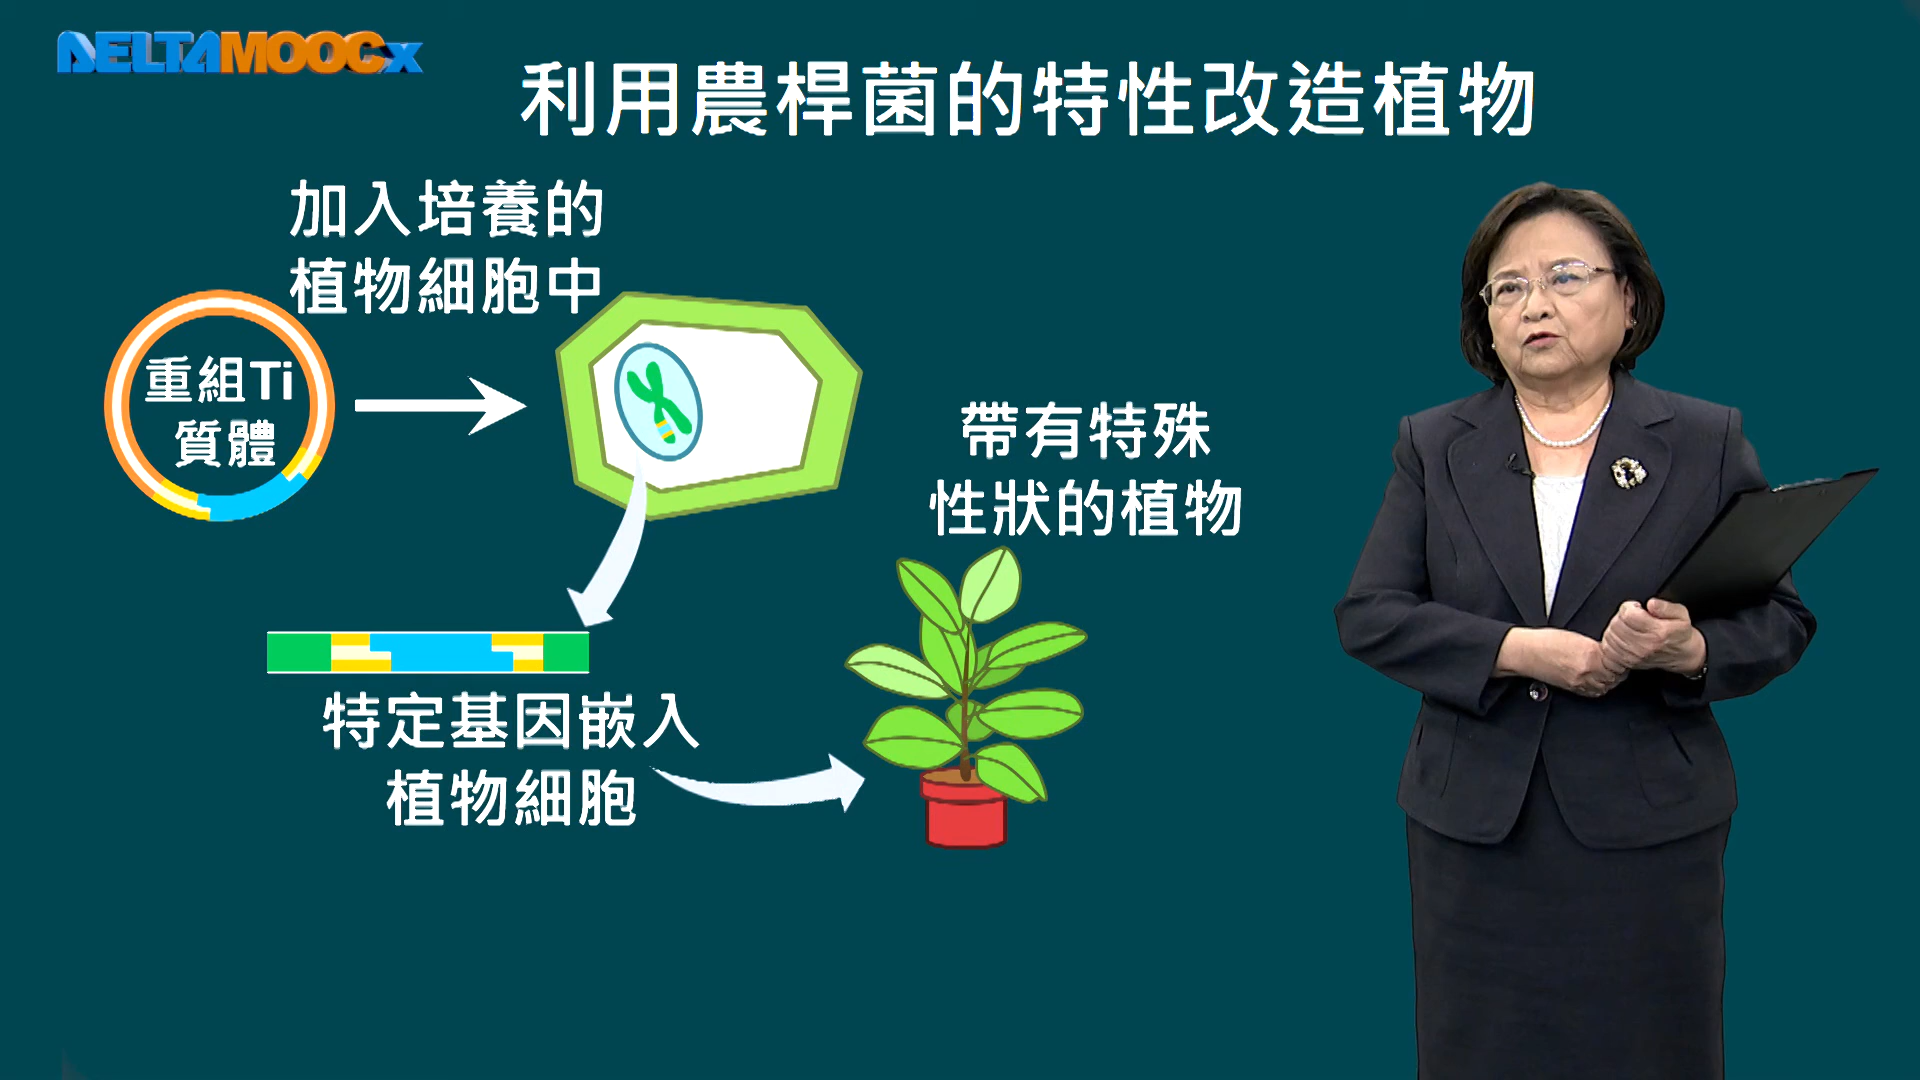 DELTAMOOCx
利用農桿菌的特性改造植物
加入培養的
植物細胞中
重組Ti
質體
帶有特殊
性狀的植物
特定基因嵌入
植物細胞